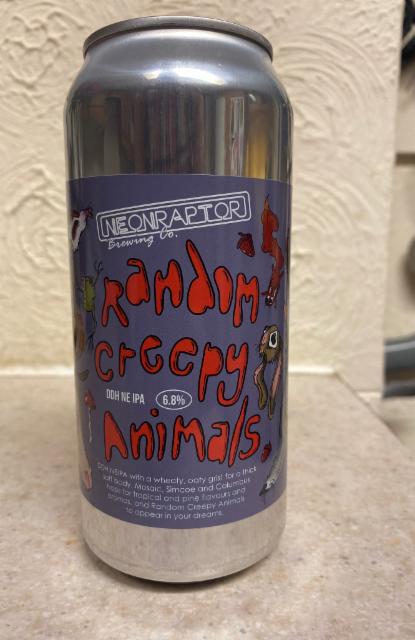 NEONRAPTOR
Brewing Co.
Random
Creepy
DDH NE IPA 6.8%
Animals
DDH NEIPA with a wheaty, oaty grist for a thick
soft body. Mosaic, Simcoe and Columbus
hops for tropical and piney flavours and
aromas, and Random Creepy Animals
to appear in your dreams.